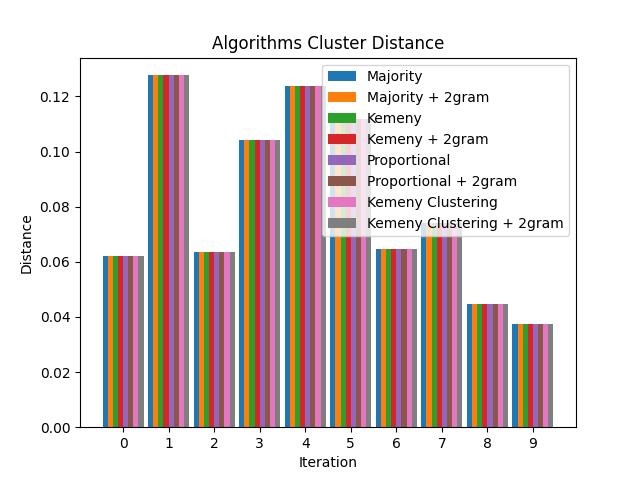 Algorithms Cluster Distance
Majority
Majority + 2gram
Kemeny
Kemeny + 2gram
Proportional
Proportional + 2gram
Kemeny Clustering
Kemeny Clustering + 2gram
0.12
0.10
0.08
0.06
0.04
0.02
0.00
Distance
0 1 2 3 4 5 6 7 8 9
Iteration